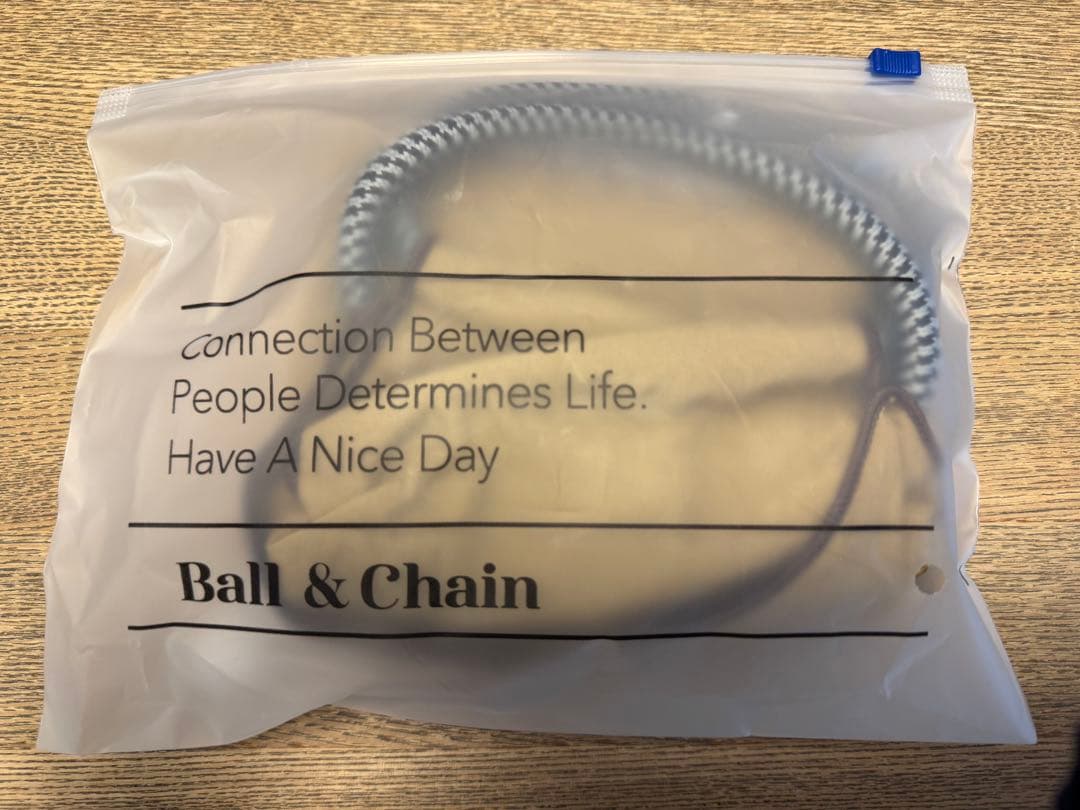 Connection Between
People Determines Life.
Have A Nice Day
Ball & Chain